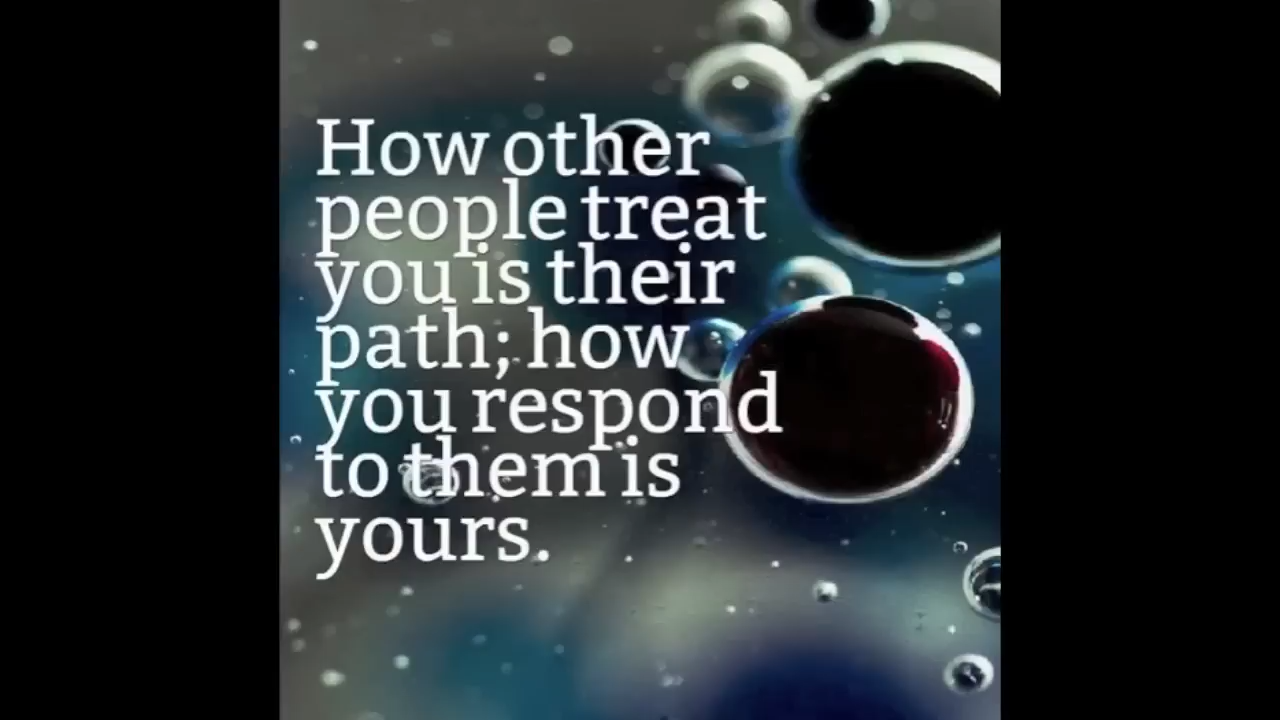 How other
people treat
you is their
path; how
you respond
to them is
yours.